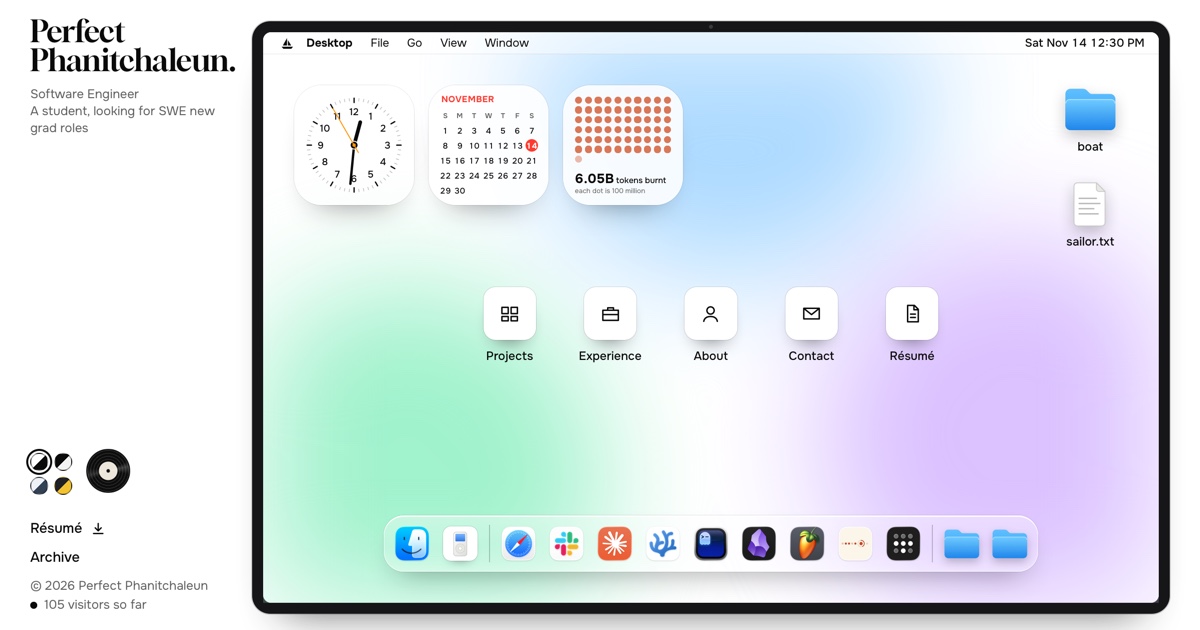 Perfect
Phanitchaleun.
Software Engineer
A student, looking for SWE new
grad roles
Résumé
Archive
© 2026 Perfect Phanitchaleun
105 visitors so far
Desktop File Go View Window
Sat Nov 14 12:30 PM
12
1
2
3
4
5
6
7
8
9
10
11
NOVEMBER
S M T W T F S
1 2 3 4 5 6 7
8 9 10 11 12 13 14
15 16 17 18 19 20 21
22 23 24 25 26 27 28
29 30
6.05B tokens burnt
each dot is 100 million
boat
sailor.txt
Projects Experience About Contact Résumé